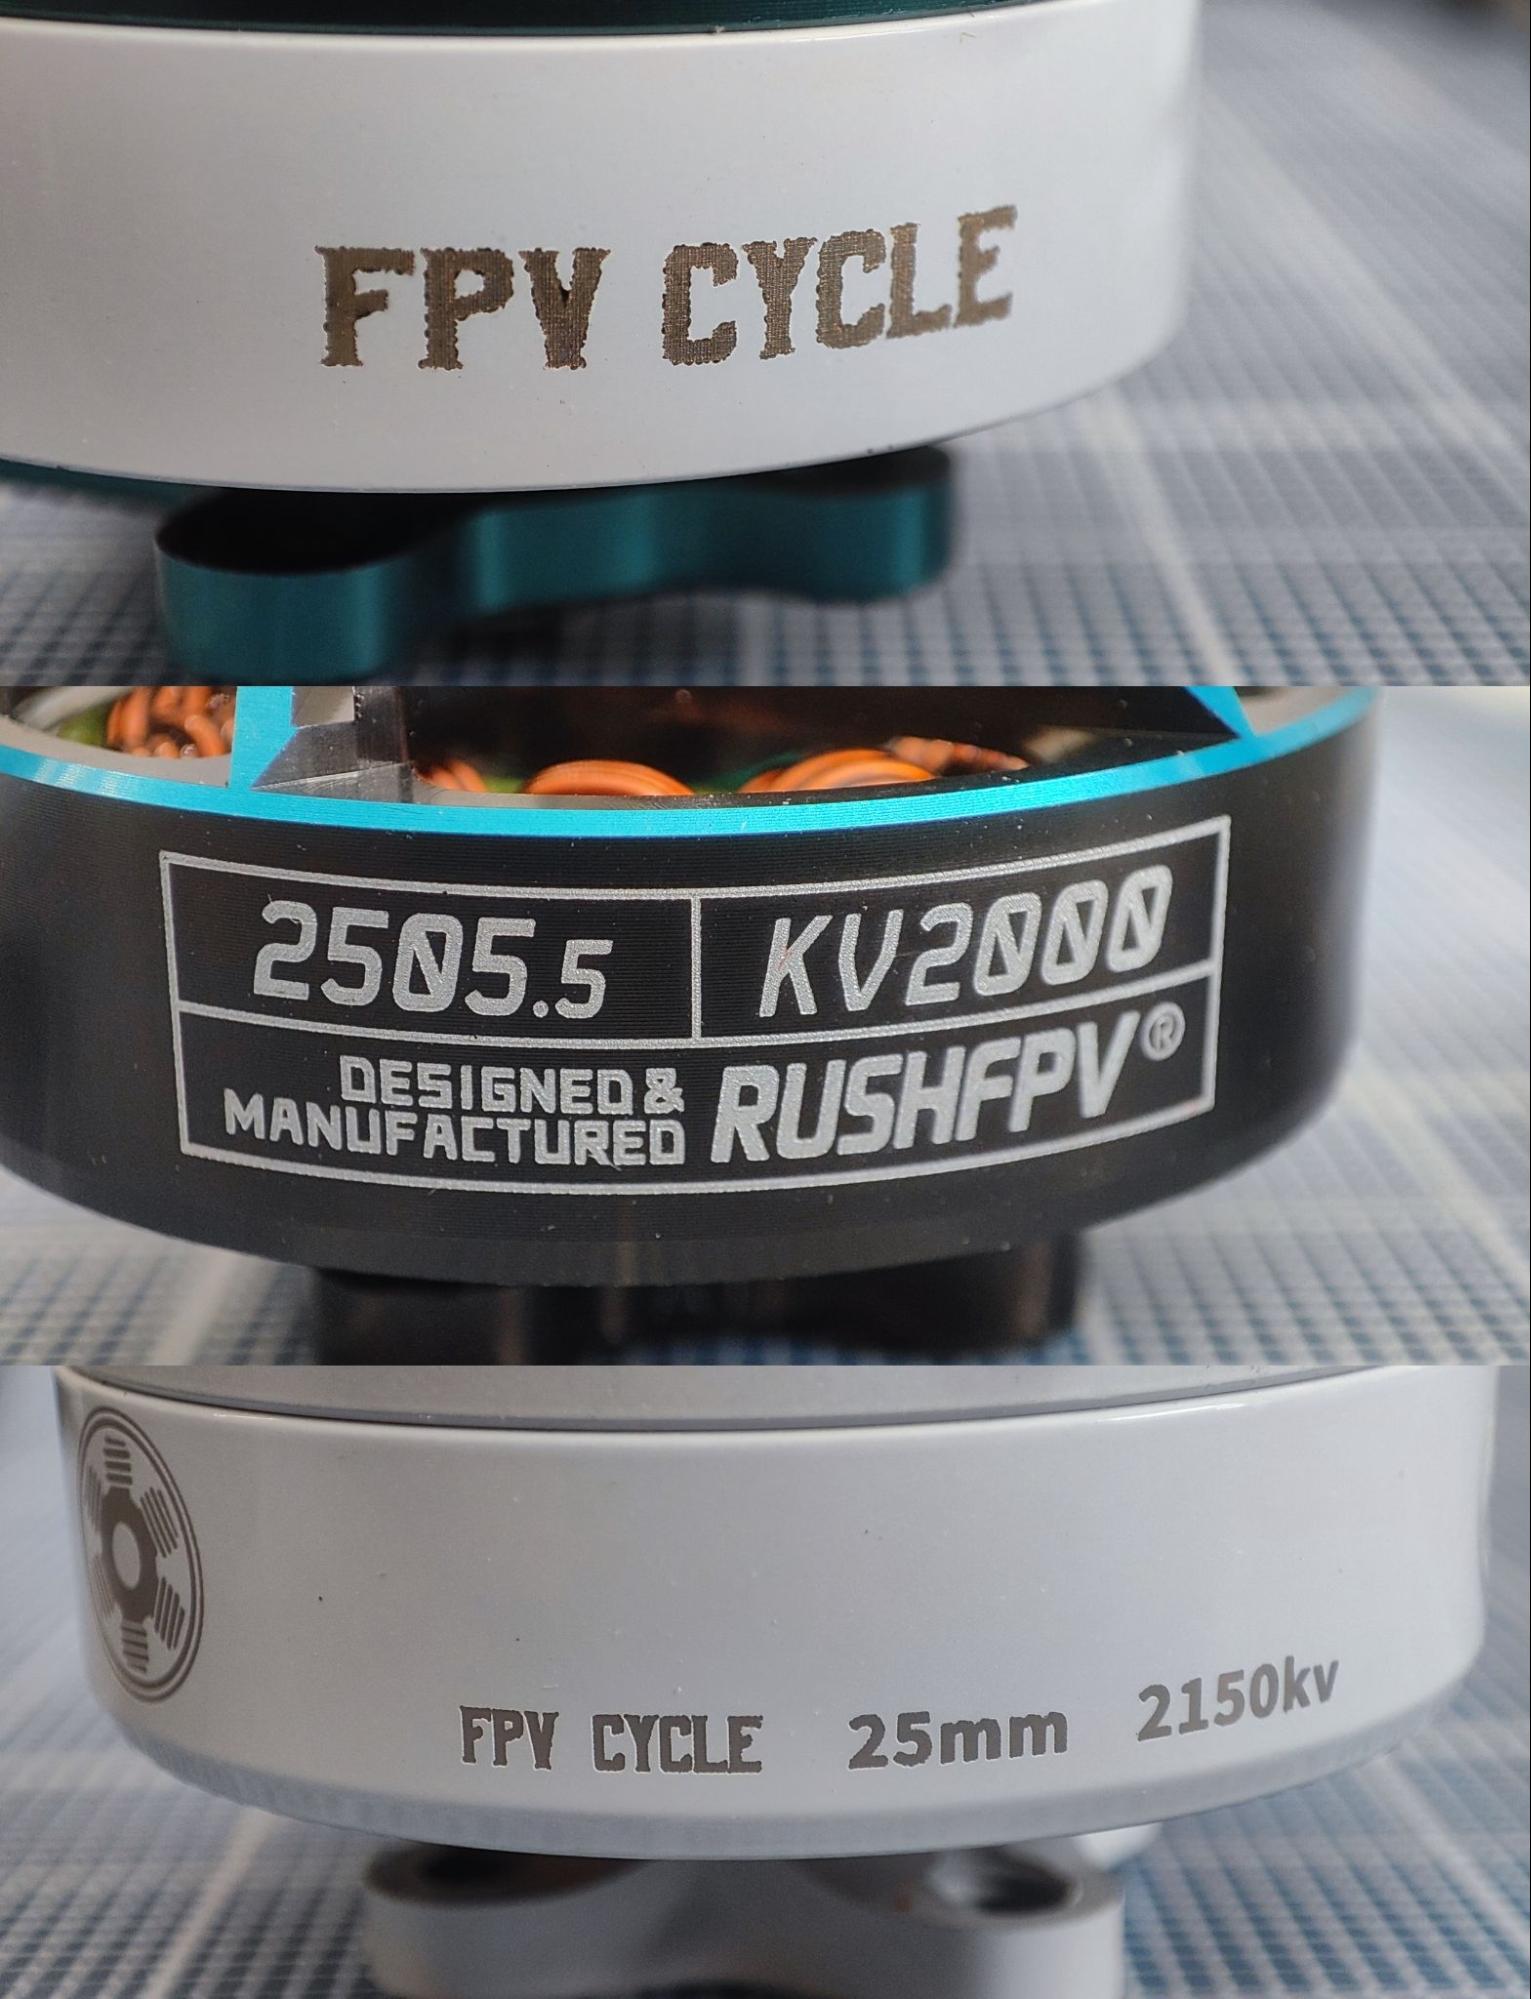 FPV CYCLE
2505.5
KV2000
DESIGNED &
MANUFACTURED
RUSHFPV®
FPV CYCLE 25mm 2150kv